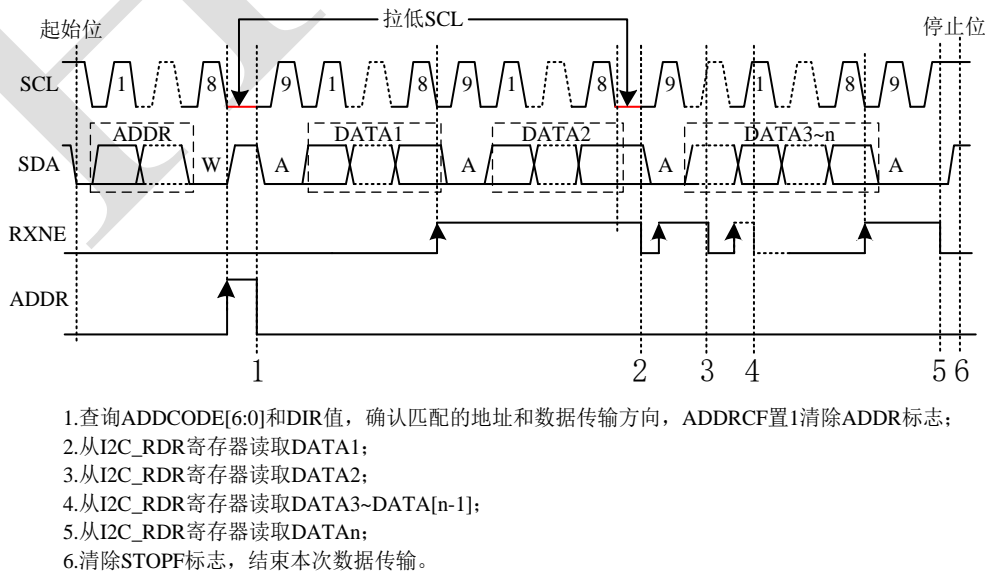 拉低SCL
起始位
停止位
SCL 1 8 9 1 8 9 1 8 9 1 8 9
ADDR DATA1 DATA2 DATA3~n
SDA W A A A A
RXNE
ADDR
1 2 3 4 5 6
1.查询ADDCODE[6:0]和DIR值，确认匹配的地址和数据传输方向，ADDRCF置1清除ADDR标志；
2.从I2C_RDR寄存器读取DATA1；
3.从I2C_RDR寄存器读取DATA2；
4.从I2C_RDR寄存器读取DATA3~DATA[n-1]；
5.从I2C_RDR寄存器读取DATAn；
6.清除STOPF标志，结束本次数据传输。